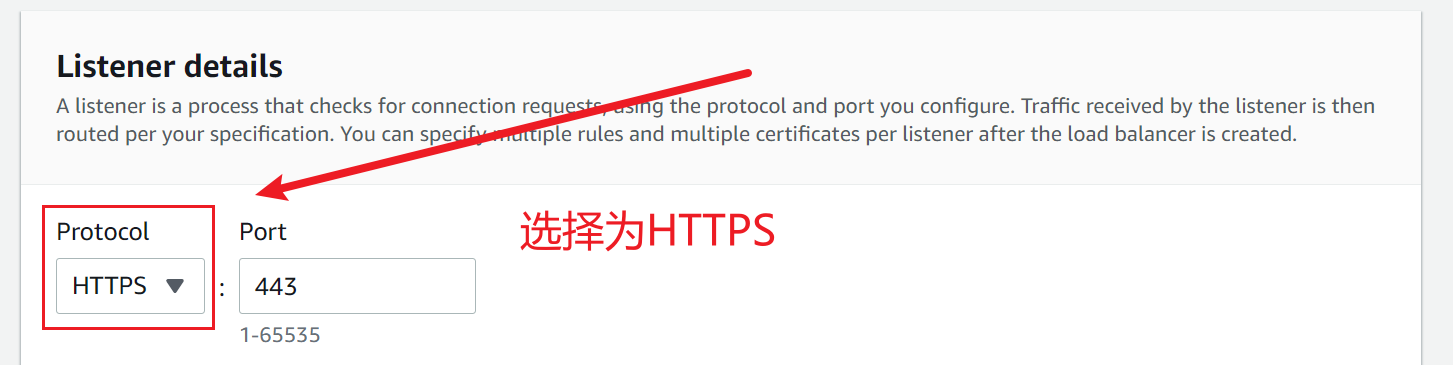 Listener details
A listener is a process that checks for connection requests, using the protocol and port you configure. Traffic received by the listener is then
routed per your specification. You can specify multiple rules and multiple certificates per listener after the load balancer is created.
选择为HTTPS
Protocol Port
HTTPS : 443
1-65535